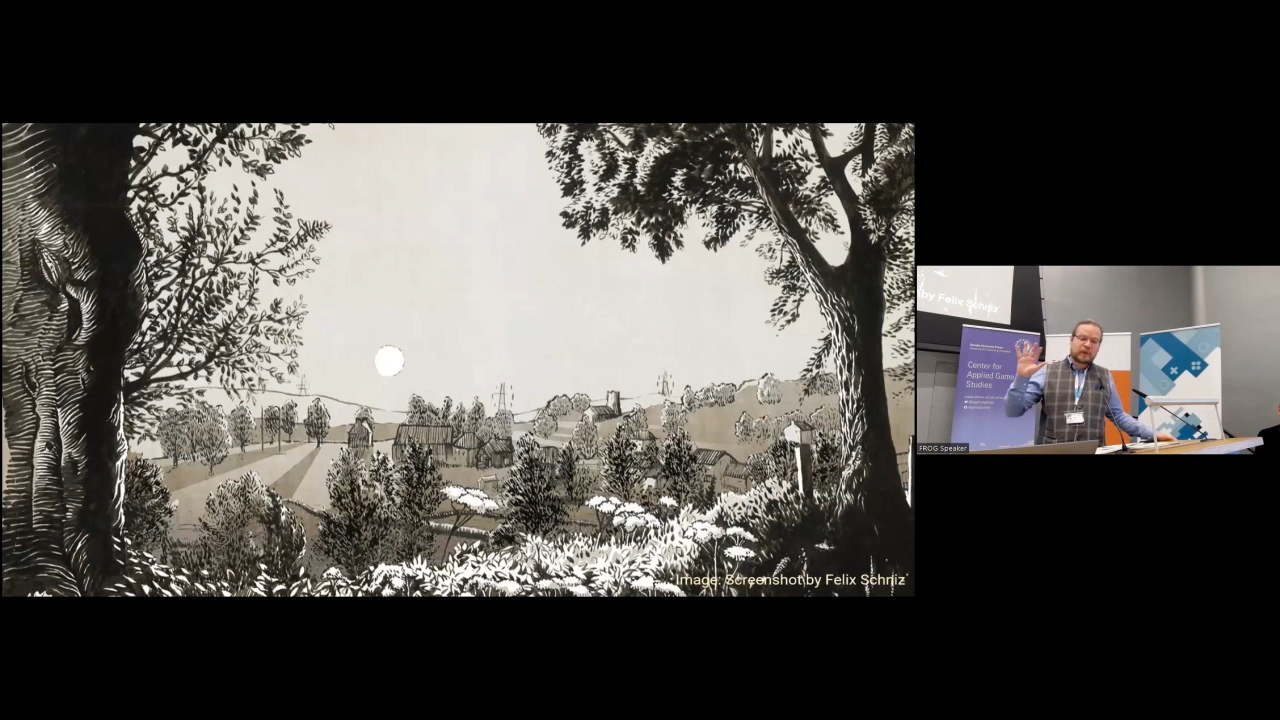 Image: Screenshot by Felix Schniz
by Felix Schniz
Center for
Applied Game
Studies
FROG Speaker